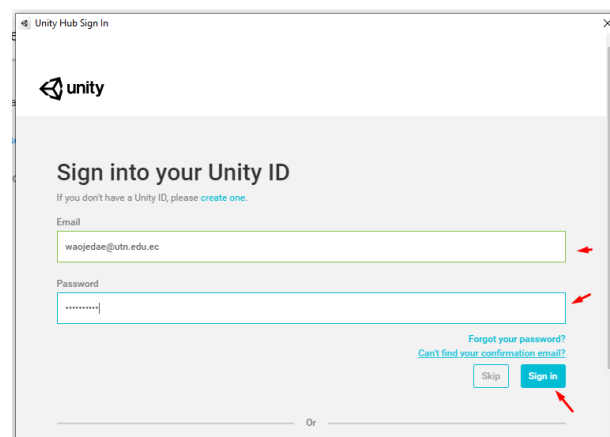 Unity Hub Sign In
unity
Sign into your Unity ID
If you don't have a Unity ID, please create one.
Email
waojedae@utn.edu.ec
Password
••••••••••
Forgot your password?
Can't find your confirmation email?
Skip Sign in
Or